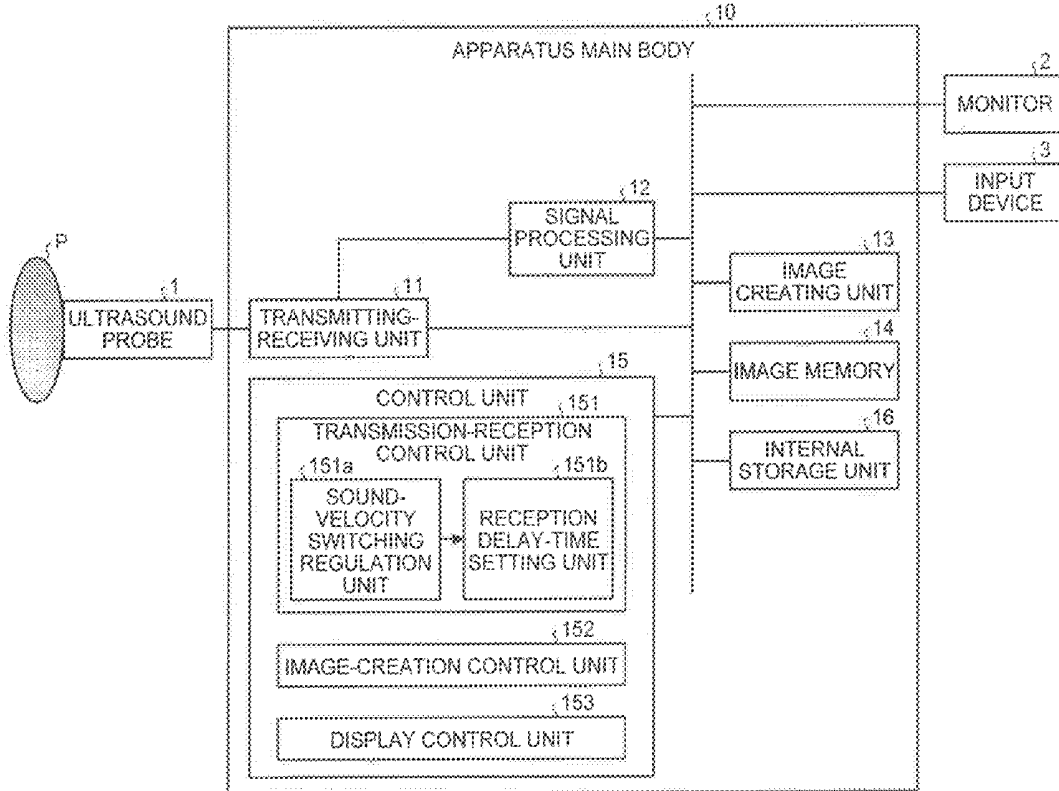 10
APPARATUS MAIN BODY
2
MONITOR
3
INPUT
DEVICE
12
SIGNAL
PROCESSING
UNIT
13
IMAGE
CREATING UNIT
P
1
ULTRASOUND
PROBE
11
TRANSMITTING-
RECEIVING UNIT
14
IMAGE MEMORY
15
CONTROL UNIT
151
TRANSMISSION-RECEPTION
CONTROL UNIT
16
INTERNAL
STORAGE UNIT
151a
SOUND-
VELOCITY
SWITCHING
REGULATION
UNIT
151b
RECEPTION
DELAY-TIME
SETTING UNIT
152
IMAGE-CREATION CONTROL UNIT
153
DISPLAY CONTROL UNIT